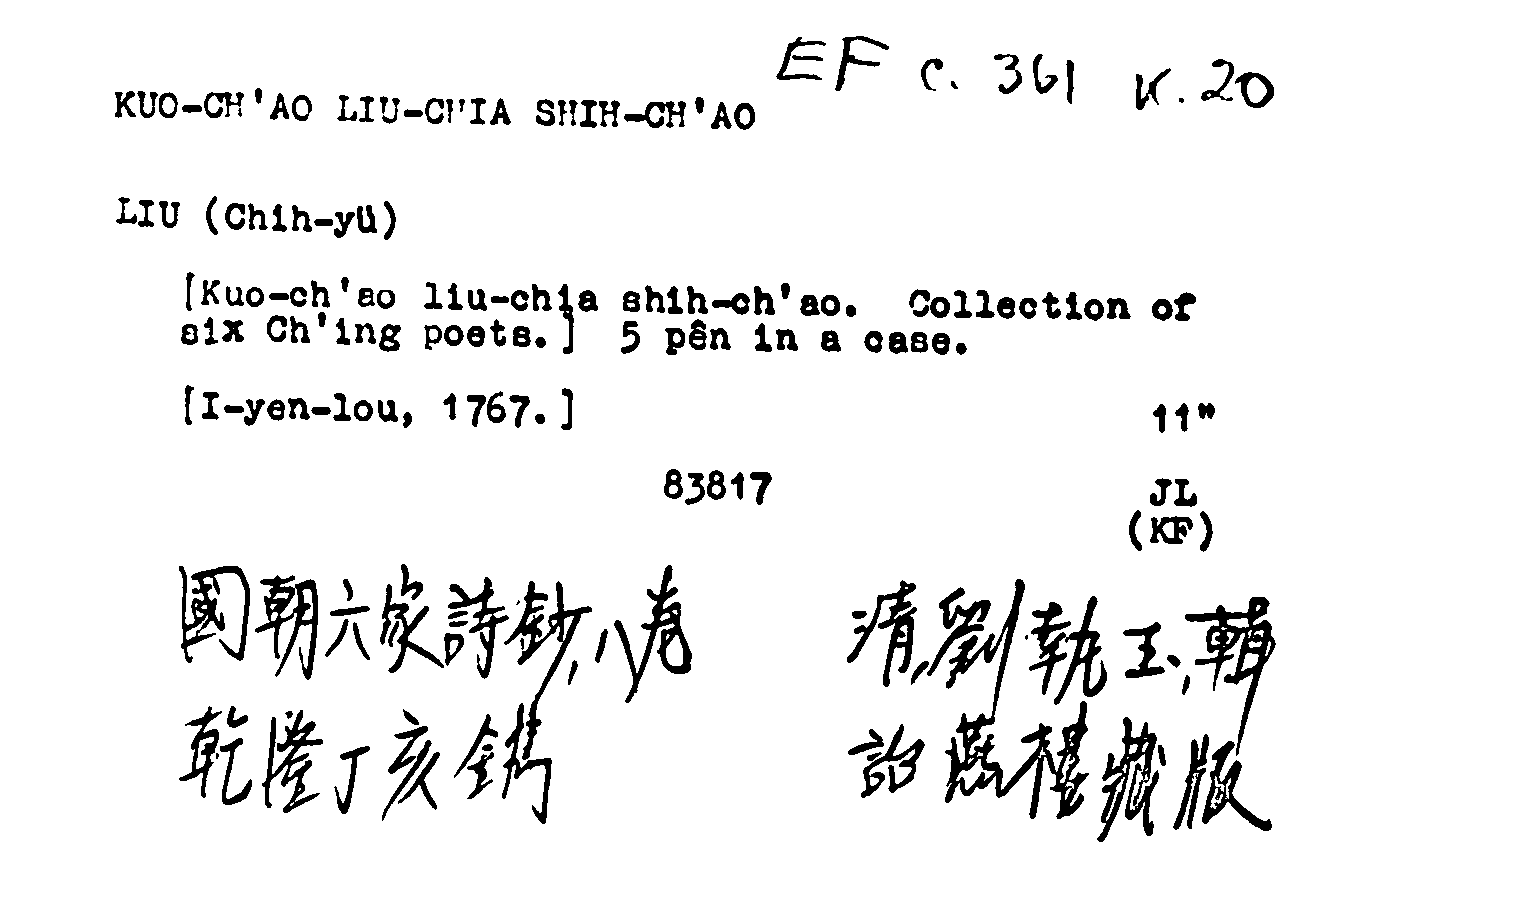 EF c. 361 K. 20
KUO-CH'AO LIU-CHIA SHIH-CH'AO
LIU (Chih-yü)
[Kuo-ch'ao liu-chia shih-ch'ao. Collection of
six Ch'ing poets.] 5 pên in a case.
[I-yen-lou, 1767.]
11"
83817
JL
(KF)
國朝六家詩鈔,八卷
清,劉執玉,輯
乾隆丁亥鐫
詒燕樓藏版